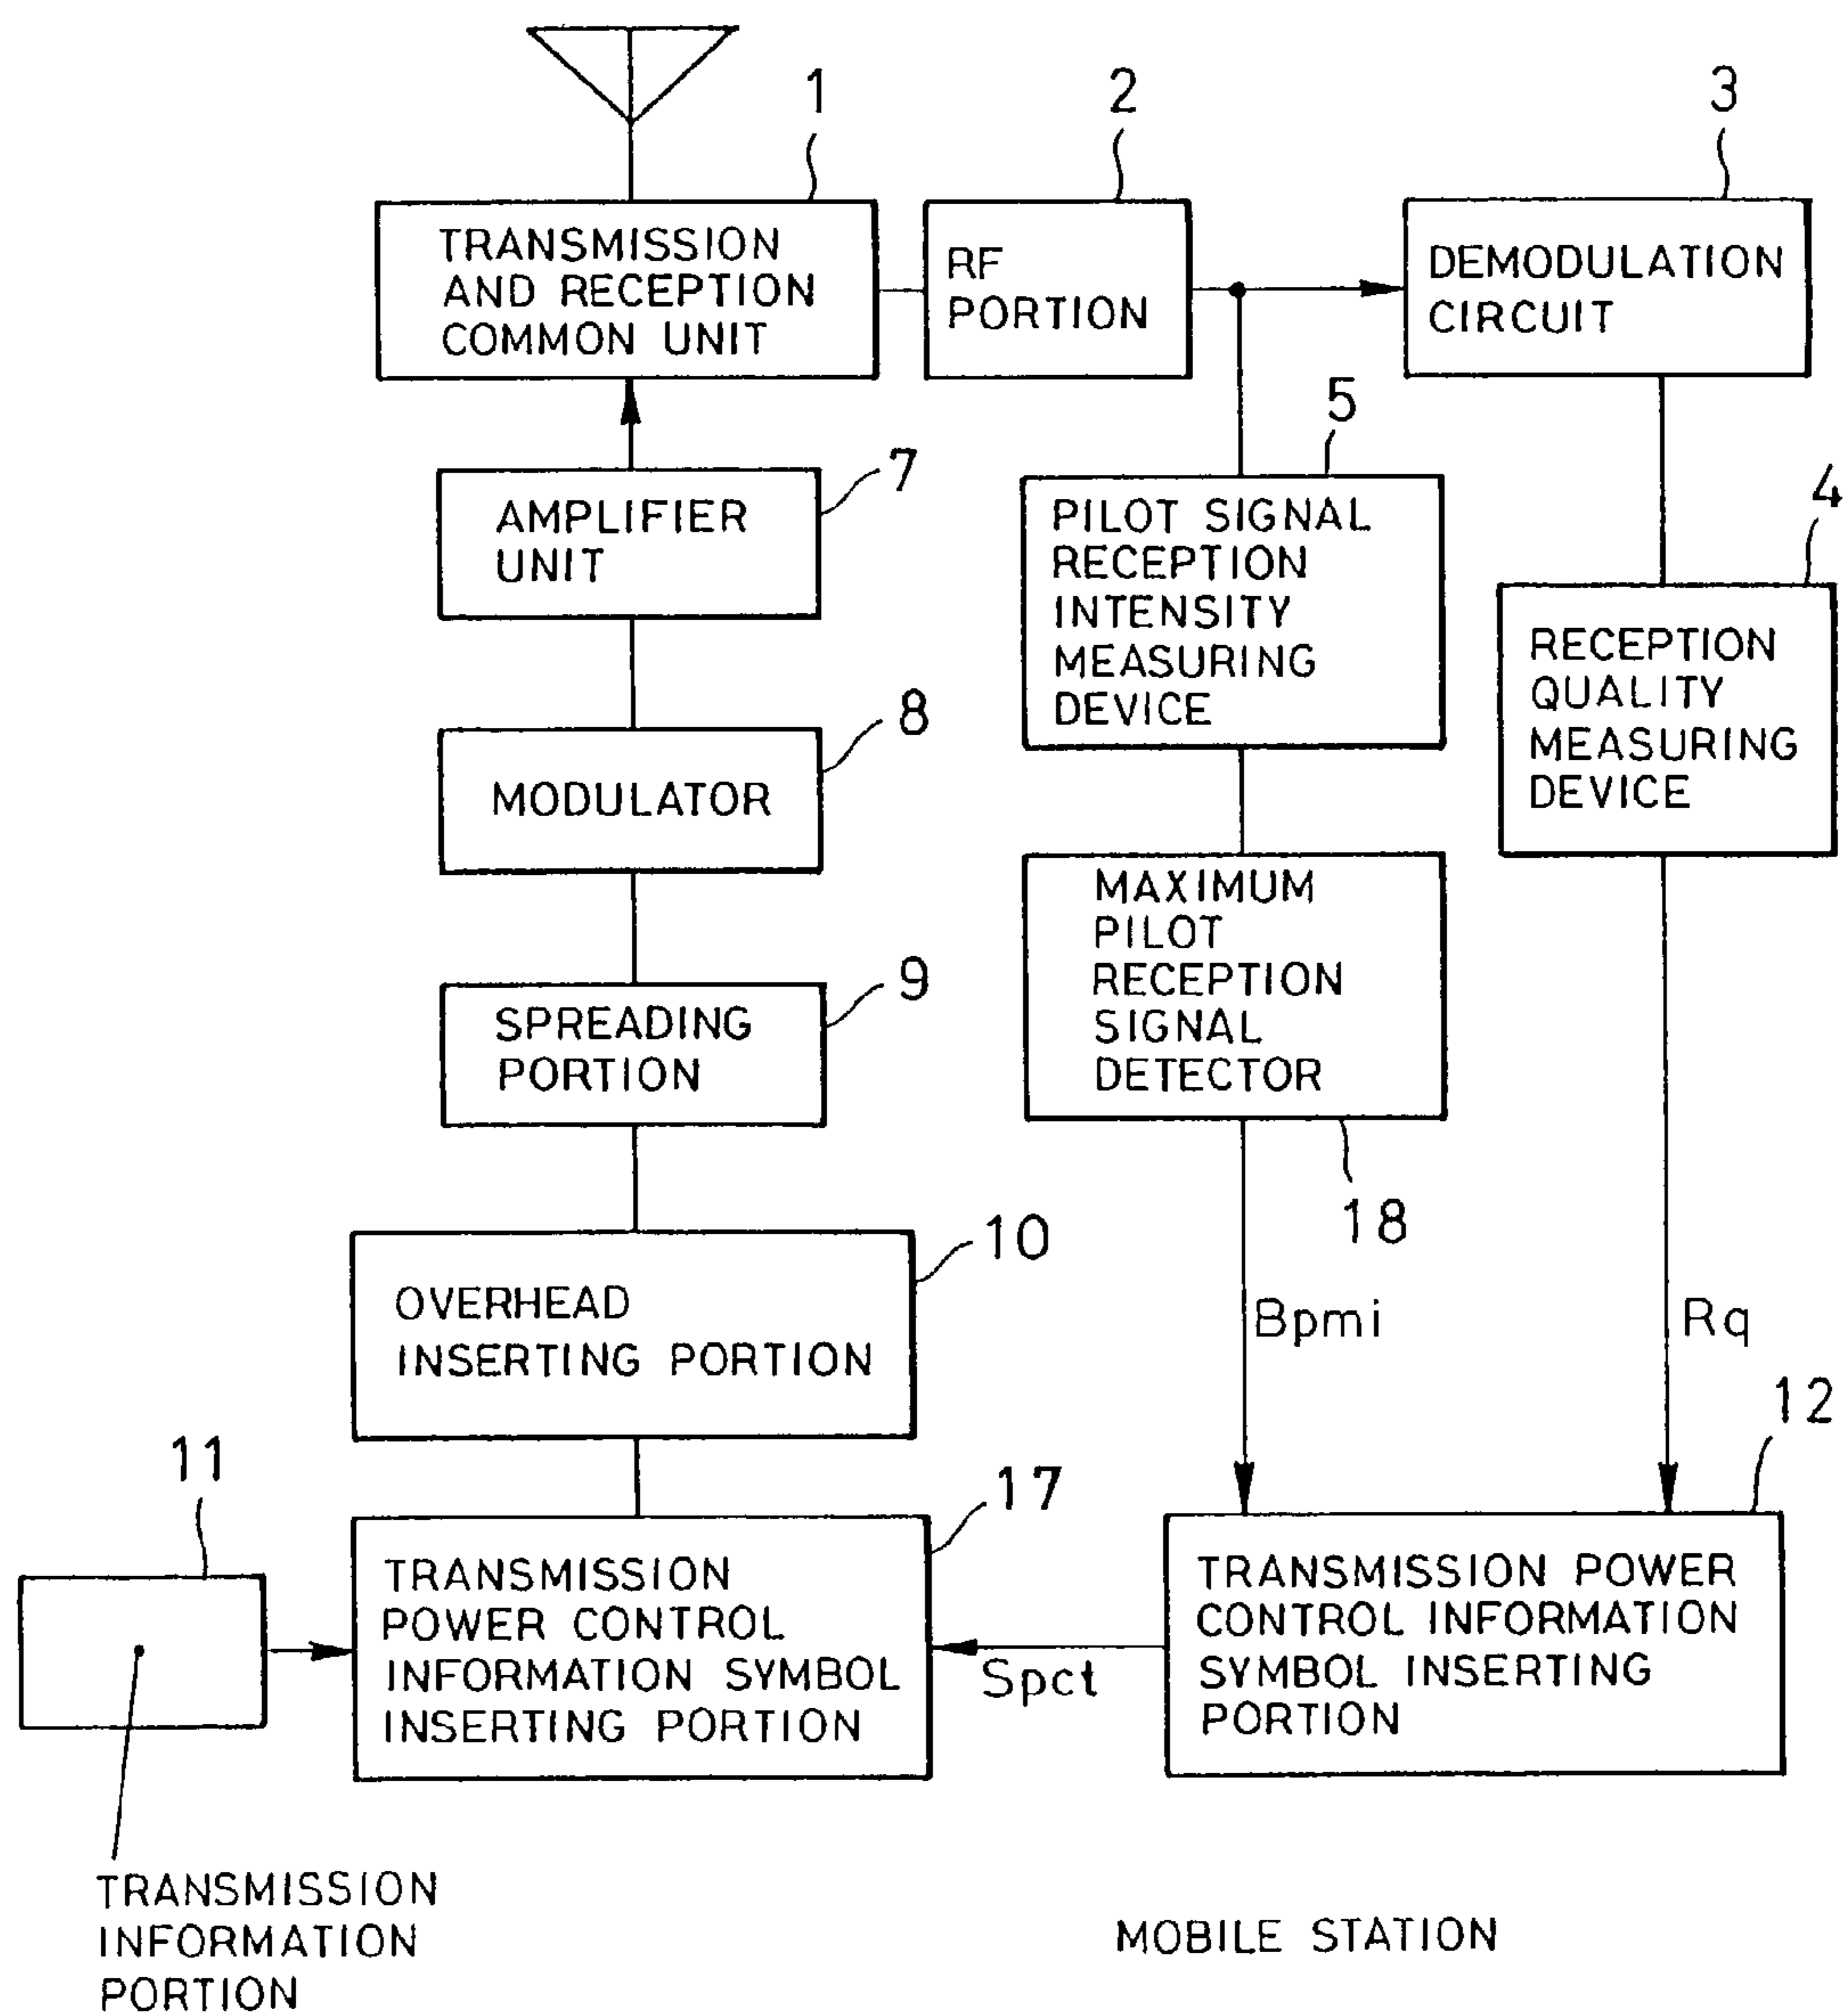 1
2
3
TRANSMISSION
AND RECEPTION
COMMON UNIT
RF
PORTION
DEMODULATION
CIRCUIT
5
7
4
AMPLIFIER
UNIT
PILOT SIGNAL
RECEPTION
INTENSITY
MEASURING
DEVICE
RECEPTION
QUALITY
MEASURING
DEVICE
8
MODULATOR
MAXIMUM
PILOT
RECEPTION
SIGNAL
DETECTOR
9
SPREADING
PORTION
18
10
OVERHEAD
INSERTING PORTION
Bpmi
Rq
12
11
17
TRANSMISSION
POWER CONTROL
INFORMATION SYMBOL
INSERTING PORTION
Spct
TRANSMISSION POWER
CONTROL INFORMATION
SYMBOL INSERTING
PORTION
TRANSMISSION
INFORMATION
PORTION
MOBILE STATION